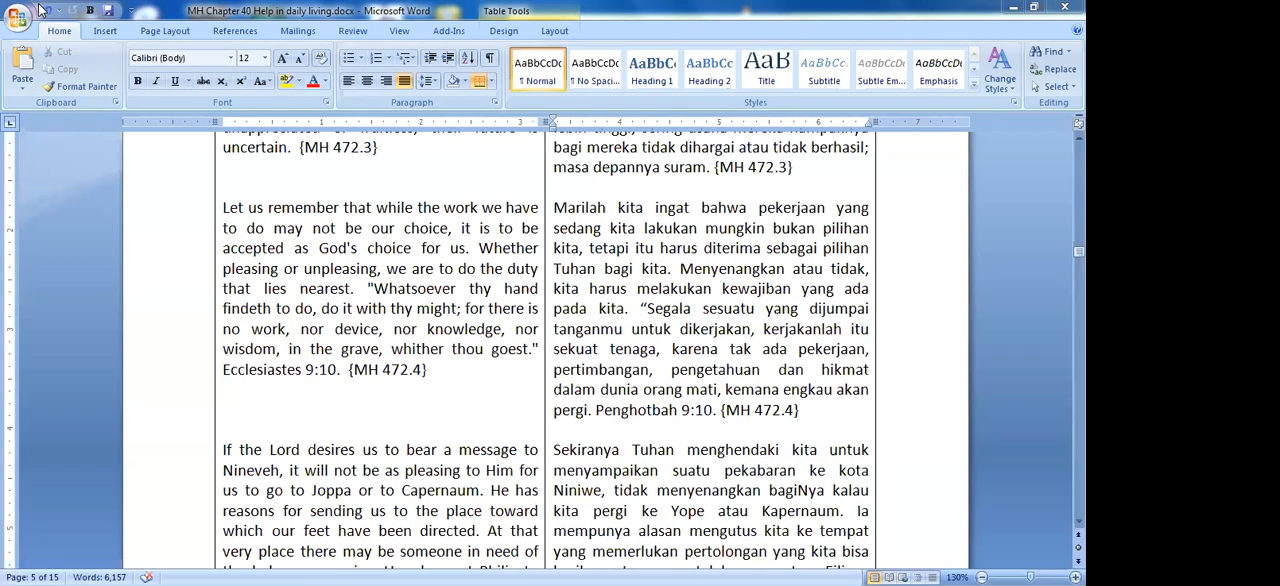 MH Chapter 40 Help in daily living.docx - Microsoft Word
Table Tools
Home Insert Page Layout References Mailings Review View Add-Ins Design Layout
Paste
Cut
Copy
Format Painter
Clipboard
Calibri (Body) 12
Font
Paragraph
AaBbCcDc AaBbCcDc AaBbC AaBbCc AaB AaBbCc. AaBbCcDc AaBbCcDc
¶ Normal ¶ No Spaci... Heading 1 Heading 2 Title Subtitle Subtle Em... Emphasis
Change
Styles
Styles
Find
Replace
Select
Editing
1 2 3 4 5 6 7
uncertain. {MH 472.3}
Let us remember that while the work we have
to do may not be our choice, it is to be
accepted as God's choice for us. Whether
pleasing or unpleasing, we are to do the duty
that lies nearest. "Whatsoever thy hand
findeth to do, do it with thy might; for there is
no work, nor device, nor knowledge, nor
wisdom, in the grave, whither thou goest."
Ecclesiastes 9:10. {MH 472.4}
If the Lord desires us to bear a message to
Nineveh, it will not be as pleasing to Him for
us to go to Joppa or to Capernaum. He has
reasons for sending us to the place toward
which our feet have been directed. At that
very place there may be someone in need of
bagi mereka tidak dihargai atau tidak berhasil;
masa depannya suram. {MH 472.3}
Marilah kita ingat bahwa pekerjaan yang
sedang kita lakukan mungkin bukan pilihan
kita, tetapi itu harus diterima sebagai pilihan
Tuhan bagi kita. Menyenangkan atau tidak,
kita harus melakukan kewajiban yang ada
pada kita. “Segala sesuatu yang dijumpai
tanganmu untuk dikerjakan, kerjakanlah itu
sekuat tenaga, karena tak ada pekerjaan,
pertimbangan, pengetahuan dan hikmat
dalam dunia orang mati, kemana engkau akan
pergi. Penghotbah 9:10. {MH 472.4}
Sekiranya Tuhan menghendaki kita untuk
menyampaikan suatu pekabaran ke kota
Niniwe, tidak menyenangkan bagiNya kalau
kita pergi ke Yope atau Kapernaum. Ia
mempunya alasan mengutus kita ke tempat
yang memerlukan pertolongan yang kita bisa
Page: 5 of 15 Words: 6,157 130%